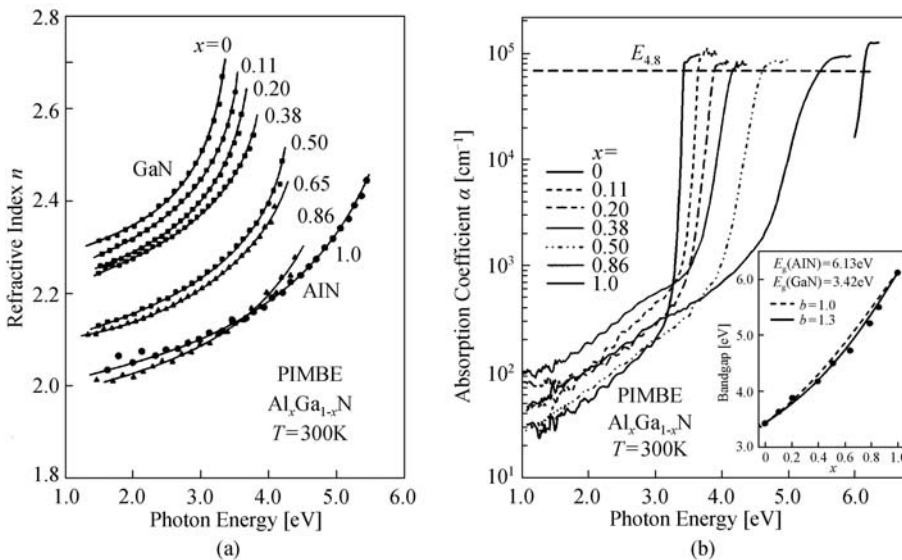 2.8
2.6
2.4
2.2
2.0
1.8
Refractive Index n
x=0
0.11
0.20
0.38
0.50
0.65
0.86
1.0
GaN
AlN
PIMBE
AlxGa1-xN
T=300K
1.0 2.0 3.0 4.0 5.0 6.0
Photon Energy [eV]
(a)
10^5
10^4
10^3
10^2
10^1
Absorption Coefficient α [cm^-1]
E4.8
x=
0
0.11
0.20
0.38
0.50
0.86
1.0
PIMBE
AlxGa1-xN
T=300K
Eg(AlN)=6.13eV
Eg(GaN)=3.42eV
b=1.0
b=1.3
6.0
5.0
4.0
3.0
Bandgap [eV]
0 0.2 0.4 0.6 0.8 1.0
x
1.0 2.0 3.0 4.0 5.0 6.0
Photon Energy [eV]
(b)